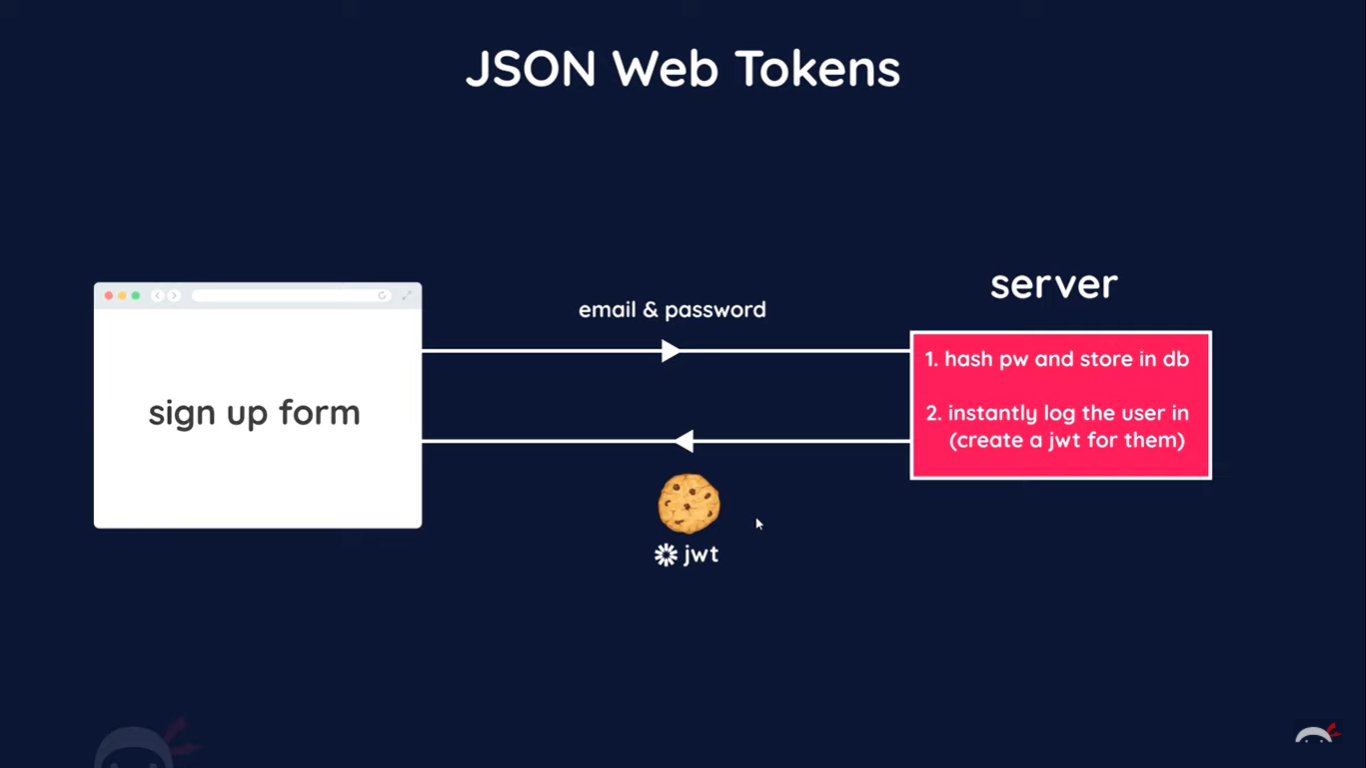 JSON Web Tokens
server
email & password
1. hash pw and store in db
sign up form
2. instantly log the user in
(create a jwt for them)
jwt